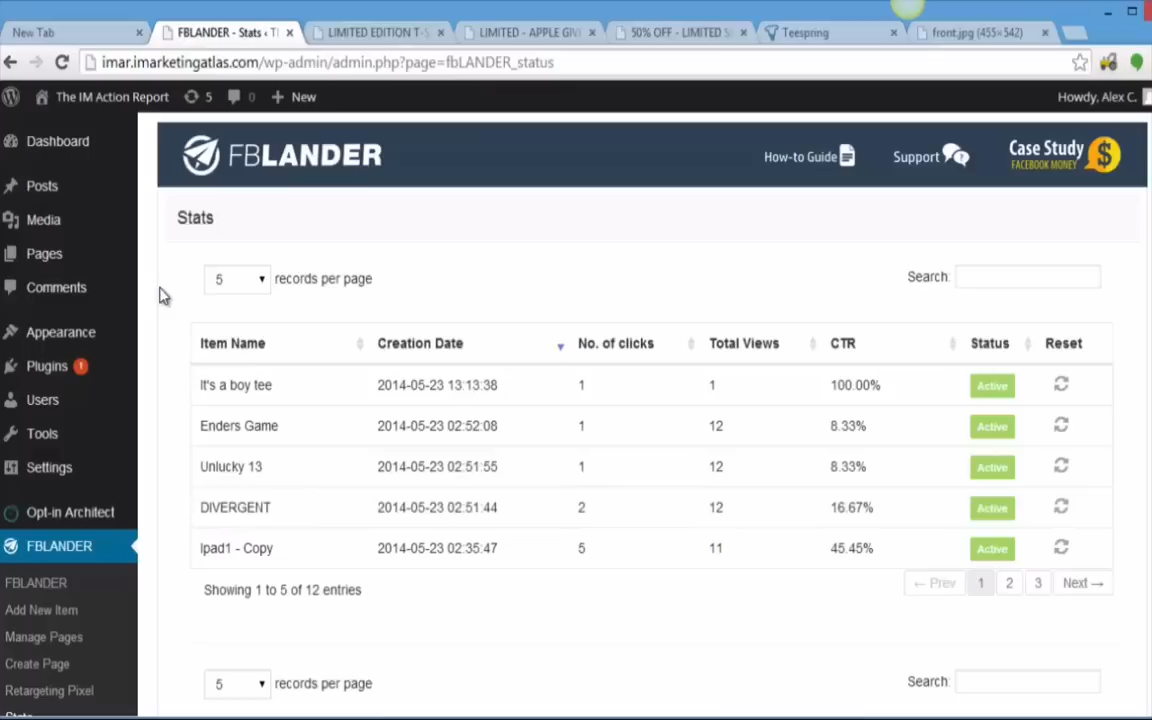 New Tab
FBLANDER - Stats ‹ T
LIMITED EDITION T-S
LIMITED - APPLE GIV
50% OFF - LIMITED S
Teespring
front.jpg (455×542)
imar.imarketingatlas.com/wp-admin/admin.php?page=fbLANDER_status
The IM Action Report
5
0
+ New
Howdy, Alex C.
Dashboard
Posts
Media
Pages
Comments
Appearance
Plugins 1
Users
Tools
Settings
Opt-in Architect
FBLANDER
FBLANDER
Add New Item
Manage Pages
Create Page
Retargeting Pixel
Stats
FBLANDER
How-to Guide
Support
Case Study
FACEBOOK MONEY
Stats
5 records per page
Search:
Item Name Creation Date No. of clicks Total Views CTR Status Reset
It's a boy tee 2014-05-23 13:13:38 1 1 100.00% Active
Enders Game 2014-05-23 02:52:08 1 12 8.33% Active
Unlucky 13 2014-05-23 02:51:55 1 12 8.33% Active
DIVERGENT 2014-05-23 02:51:44 2 12 16.67% Active
Ipad1 - Copy 2014-05-23 02:35:47 5 11 45.45% Active
Showing 1 to 5 of 12 entries
← Prev 1 2 3 Next →
5 records per page
Search: